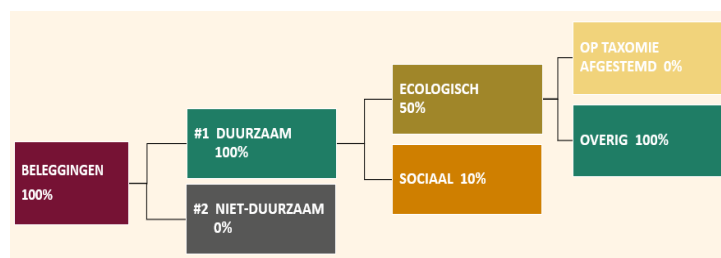 BELEGGINGEN
100%
#1 DUURZAAM
100%
#2 NIET-DUURZAAM
0%
ECOLOGISCH
50%
SOCIAAL 10%
OP TAXOMIE
AFGESTEMD 0%
OVERIG 100%